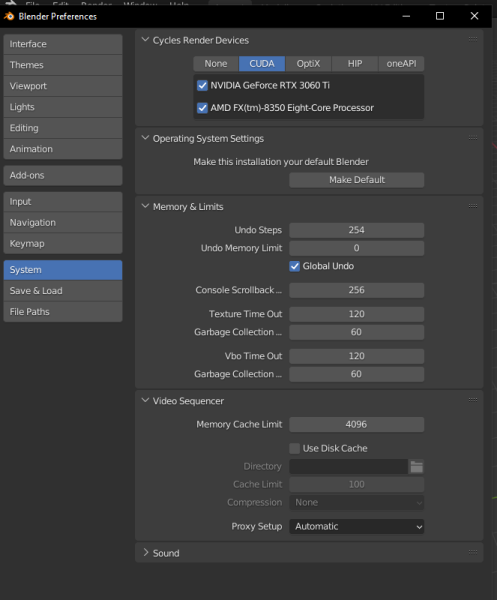 File Edit Render Window Help
Blender Preferences
Interface
Themes
Viewport
Lights
Editing
Animation
Add-ons
Input
Navigation
Keymap
System
Save & Load
File Paths
Cycles Render Devices
None CUDA OptiX HIP oneAPI
NVIDIA GeForce RTX 3060 Ti
AMD FX(tm)-8350 Eight-Core Processor
Operating System Settings
Make this installation your default Blender
Make Default
Memory & Limits
Undo Steps 254
Undo Memory Limit 0
Global Undo
Console Scrollback ... 256
Texture Time Out 120
Garbage Collection ... 60
Vbo Time Out 120
Garbage Collection ... 60
Video Sequencer
Memory Cache Limit 4096
Use Disk Cache
Directory
Cache Limit 100
Compression None
Proxy Setup Automatic
Sound